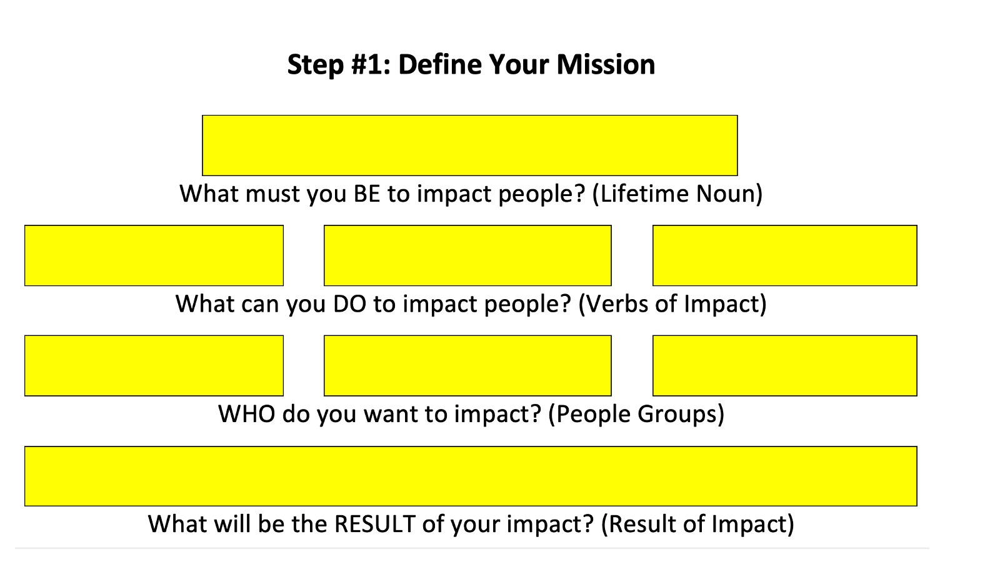 Step #1: Define Your Mission
What must you BE to impact people? (Lifetime Noun)
What can you DO to impact people? (Verbs of Impact)
WHO do you want to impact? (People Groups)
What will be the RESULT of your impact? (Result of Impact)